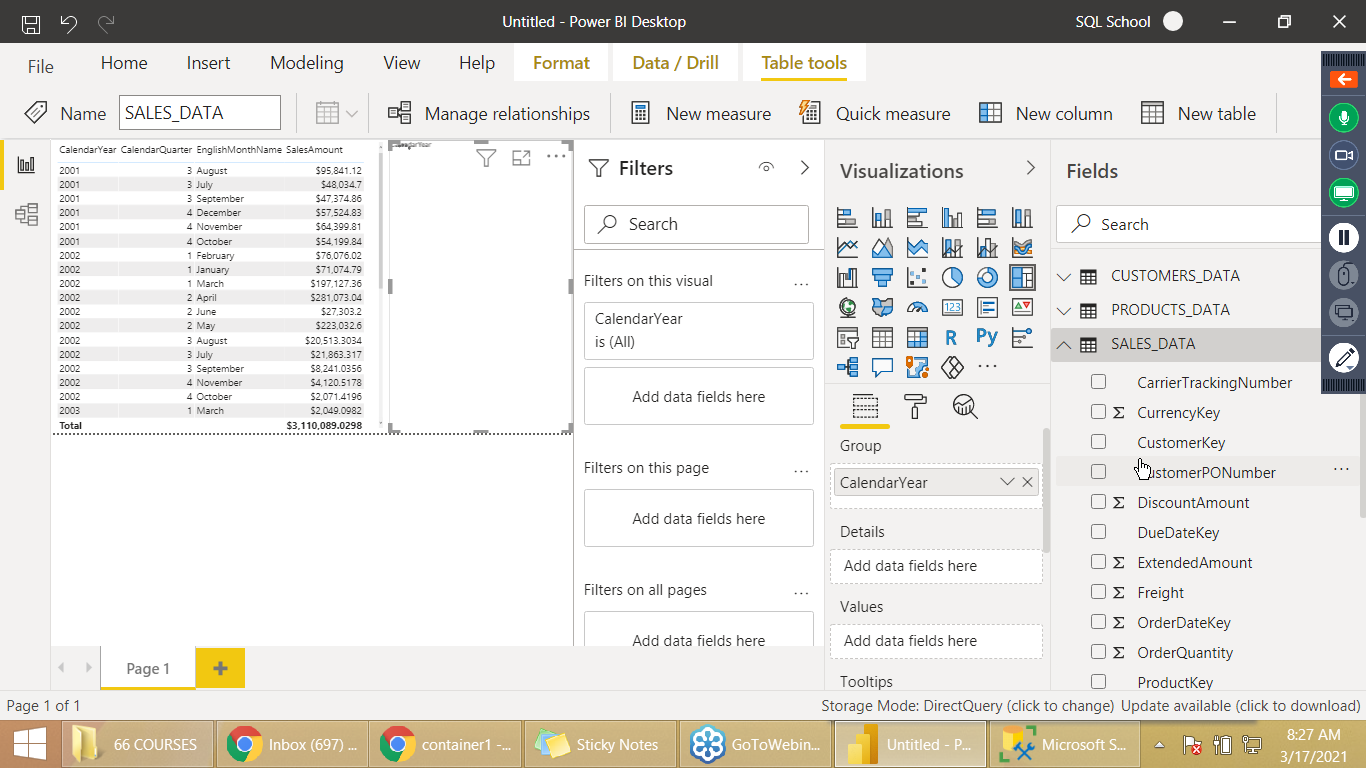 Untitled - Power BI Desktop
SQL School
File Home Insert Modeling View Help Format Data / Drill Table tools
Name SALES_DATA Manage relationships New measure Quick measure New column New table
CalendarYear CalendarQuarter EnglishMonthName SalesAmount
2001 3 August $95,841.12
2001 3 July $48,034.7
2001 3 September $47,374.86
2001 4 December $57,524.83
2001 4 November $64,399.81
2001 4 October $54,199.84
2002 1 February $76,076.02
2002 1 January $71,074.79
2002 1 March $197,127.36
2002 2 April $281,073.04
2002 2 June $27,303.2
2002 2 May $223,032.6
2002 3 August $20,513.3034
2002 3 July $21,863.317
2002 3 September $8,241.0356
2002 4 November $4,120.5178
2002 4 October $2,071.4196
2003 1 March $2,049.0982
Total $3,110,089.0298
CalendarYear
Filters
Search
Filters on this visual ...
CalendarYear
is (All)
Add data fields here
Filters on this page ...
Add data fields here
Filters on all pages ...
Add data fields here
Visualizations
R Py
123
...
Group
CalendarYear
Details
Add data fields here
Values
Add data fields here
Tooltips
Fields
Search
CUSTOMERS_DATA
PRODUCTS_DATA
SALES_DATA
CarrierTrackingNumber
Σ CurrencyKey
CustomerKey
CustomerPONumber ...
Σ DiscountAmount
DueDateKey
Σ ExtendedAmount
Σ Freight
Σ OrderDateKey
Σ OrderQuantity
ProductKey
Page 1
+
Page 1 of 1
Storage Mode: DirectQuery (click to change) Update available (click to download)
66 COURSES
Inbox (697) ...
container1 -...
Sticky Notes
GoToWebin...
Untitled - P...
Microsoft S...
8:27 AM
3/17/2021